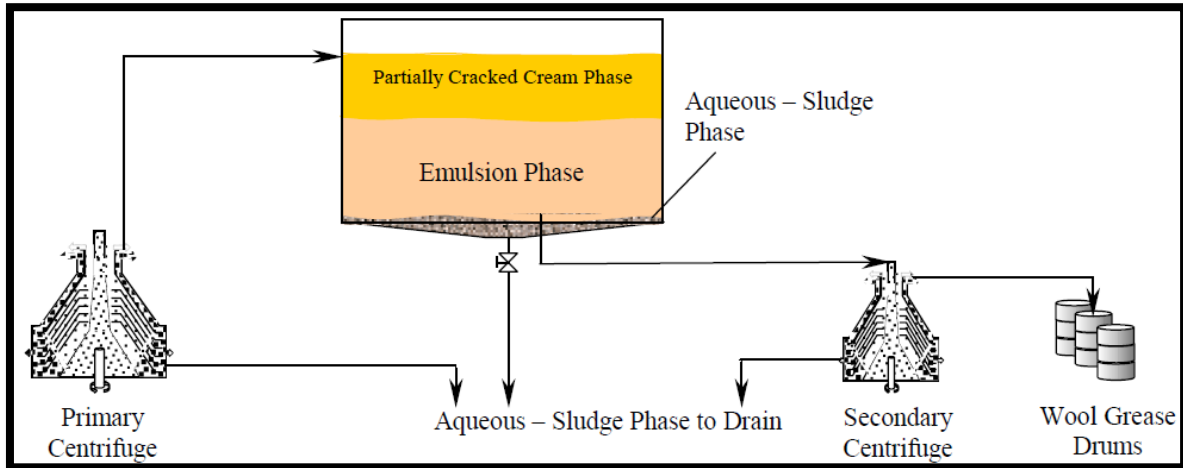 Partially Cracked Cream Phase
Aqueous – Sludge
Phase
Emulsion Phase
Primary
Centrifuge
Aqueous – Sludge Phase to Drain
Secondary
Centrifuge
Wool Grease
Drums